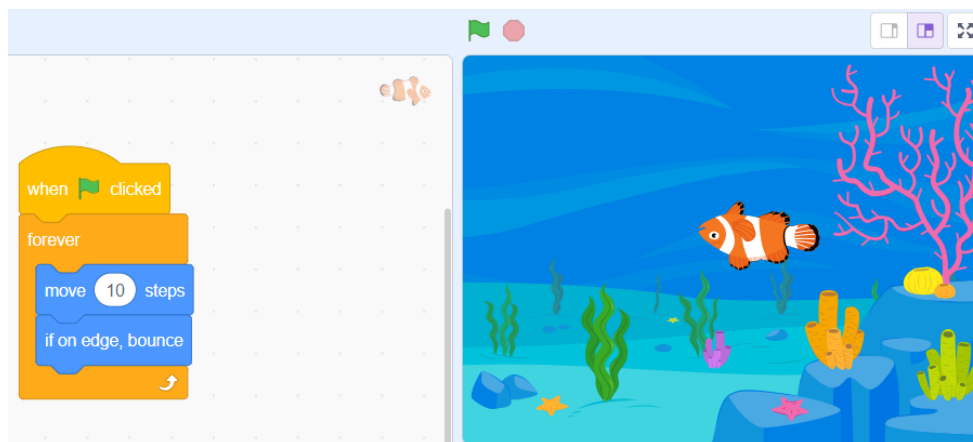 when clicked
forever
move 10 steps
if on edge, bounce